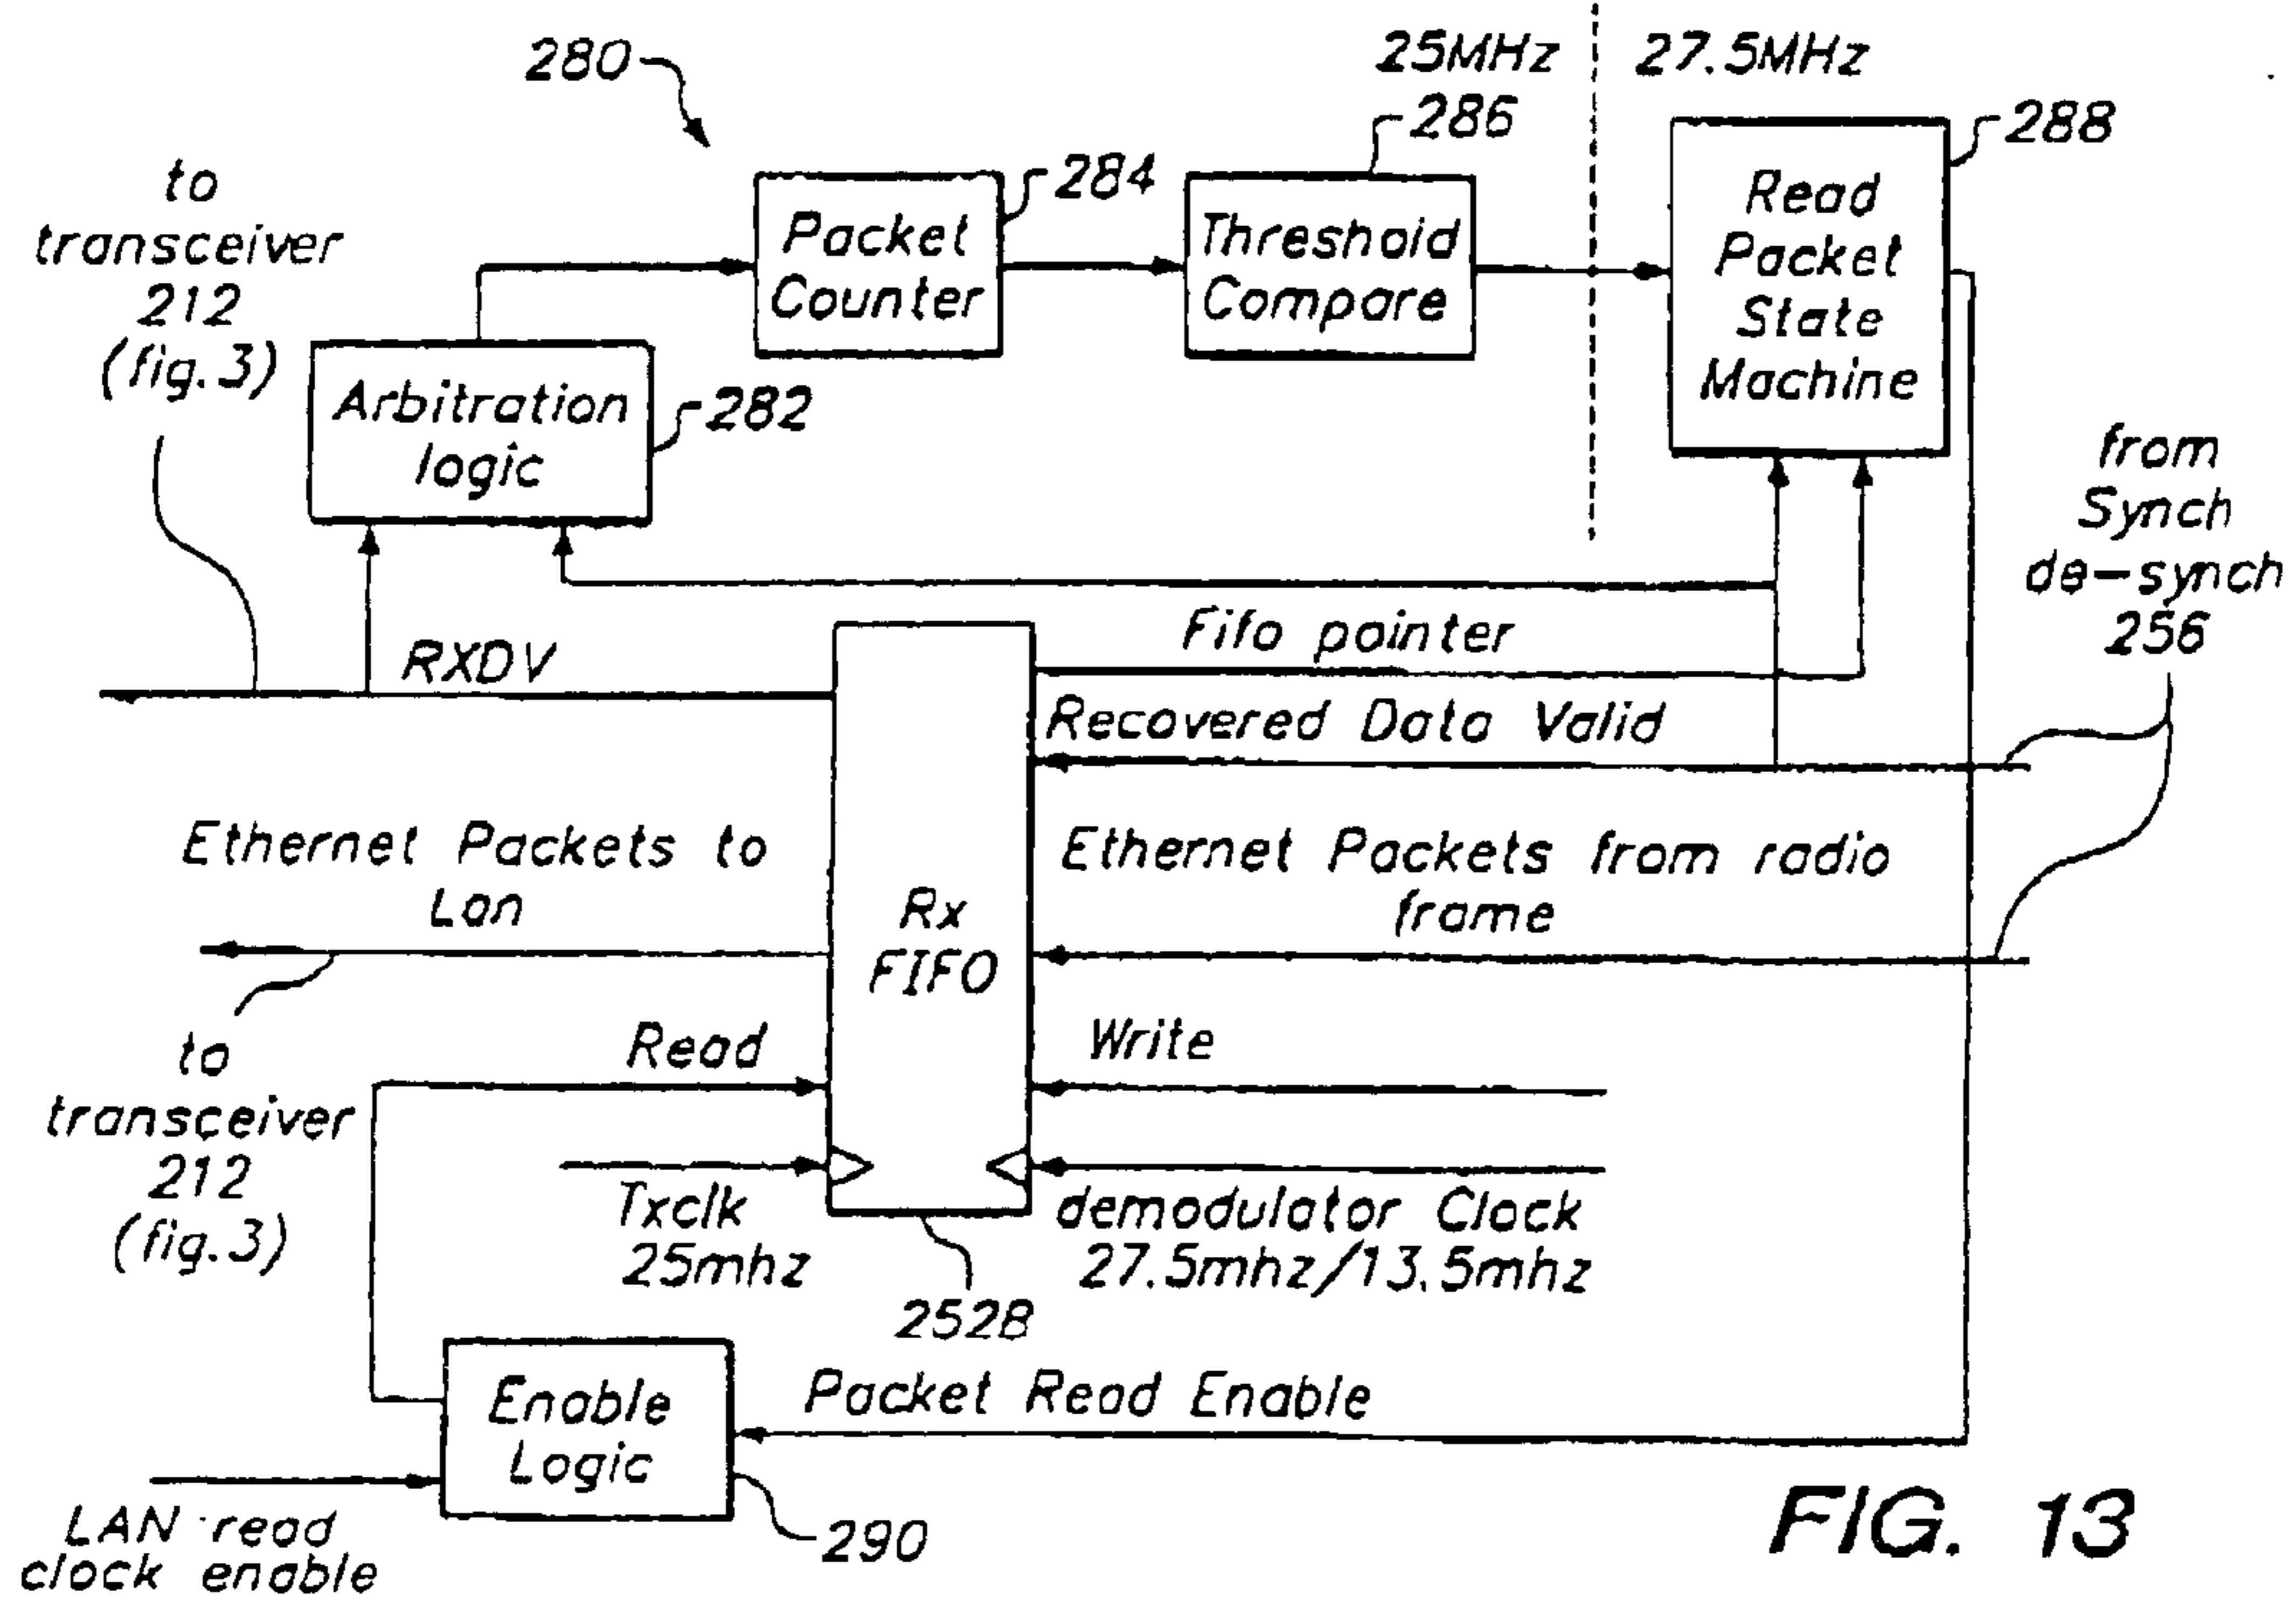 280
25MHz
27.5MHz
286
288
284
to
transceiver
212
(fig.3)
Packet
Counter
Threshold
Compare
Read
Packet
State
Machine
Arbitration
logic
282
from
Synch
de-synch
256
Fifo pointer
RXDV
Recovered Data Valid
Ethernet Packets to
Lan
Ethernet Packets from radio
frame
Rx
FIFO
to
transceiver
212
(fig.3)
Read
Write
Txclk
25mhz
demodulator Clock
27.5mhz/13.5mhz
2528
Enable
Logic
Packet Read Enable
290
LAN read
clock enable
FIG. 13